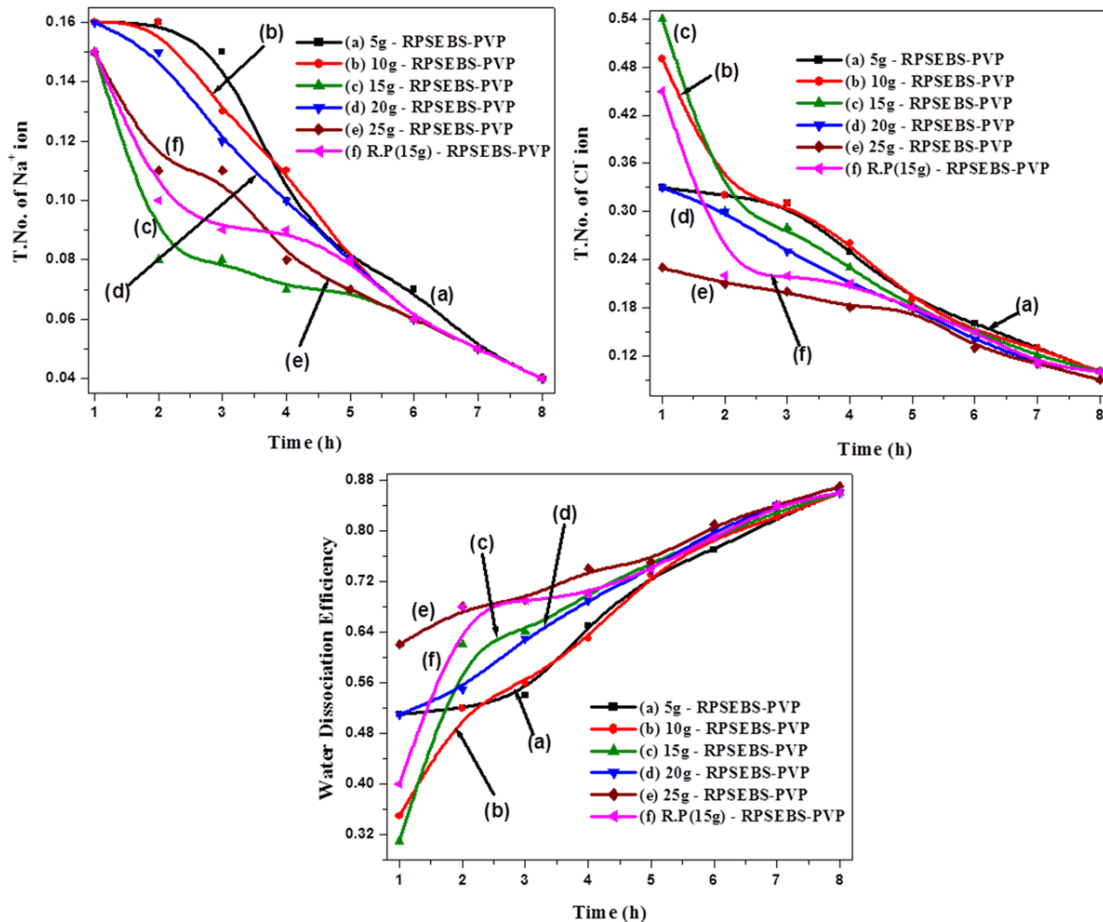 T.No. of Na+ ion
0.16
0.14
0.12
0.10
0.08
0.06
0.04
(a) 5g - RPSEBS-PVP
(b) 10g - RPSEBS-PVP
(c) 15g - RPSEBS-PVP
(d) 20g - RPSEBS-PVP
(e) 25g - RPSEBS-PVP
(f) R.P(15g) - RPSEBS-PVP
(b)
(f)
(c)
(d)
(a)
(e)
1 2 3 4 5 6 7 8
Time (h)
T.No. of Cl- ion
0.54
0.48
0.36
0.30
0.24
0.18
0.12
(c)
(b)
(a) 5g - RPSEBS-PVP
(b) 10g - RPSEBS-PVP
(c) 15g - RPSEBS-PVP
(d) 20g - RPSEBS-PVP
(e) 25g - RPSEBS-PVP
(f) R.P(15g) - RPSEBS-PVP
(d)
(e)
(f)
(a)
1 2 3 4 5 6 7 8
Time (h)
Water Dissociation Efficiency
0.88
0.80
0.72
0.64
0.56
0.40
0.32
(d)
(c)
(e)
(f)
(a)
(b)
(a) 5g - RPSEBS-PVP
(b) 10g - RPSEBS-PVP
(c) 15g - RPSEBS-PVP
(d) 20g - RPSEBS-PVP
(e) 25g - RPSEBS-PVP
(f) R.P(15g) - RPSEBS-PVP
1 2 3 4 5 6 7 8
Time (h)